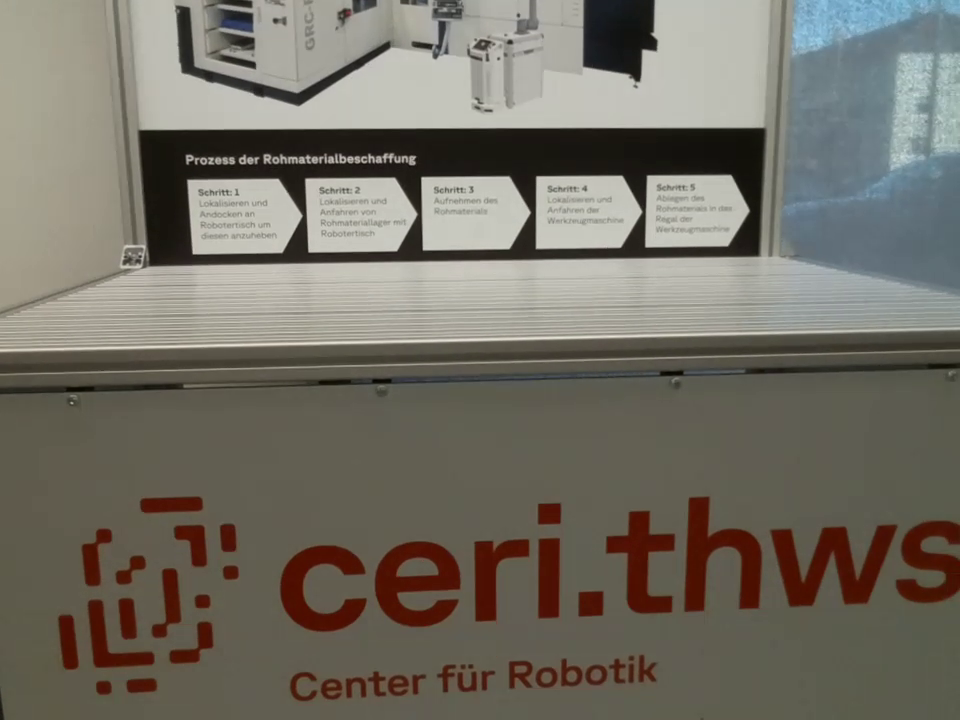 GRC-E
Prozess der Rohmaterialbeschaffung
Schritt: 1
Lokalisieren und
Andocken an
Robotertisch um
diesen anzuheben
Schritt: 2
Lokalisieren und
Anfahren von
Rohmateriallager mit
Robotertisch
Schritt: 3
Aufnehmen des
Rohmaterials
Schritt: 4
Lokalisieren und
Anfahren der
Werkzeugmaschine
Schritt: 5
Ablegen des
Rohmaterials in das
Regal der
Werkzeugmaschine
ceri.thws
Center für Robotik